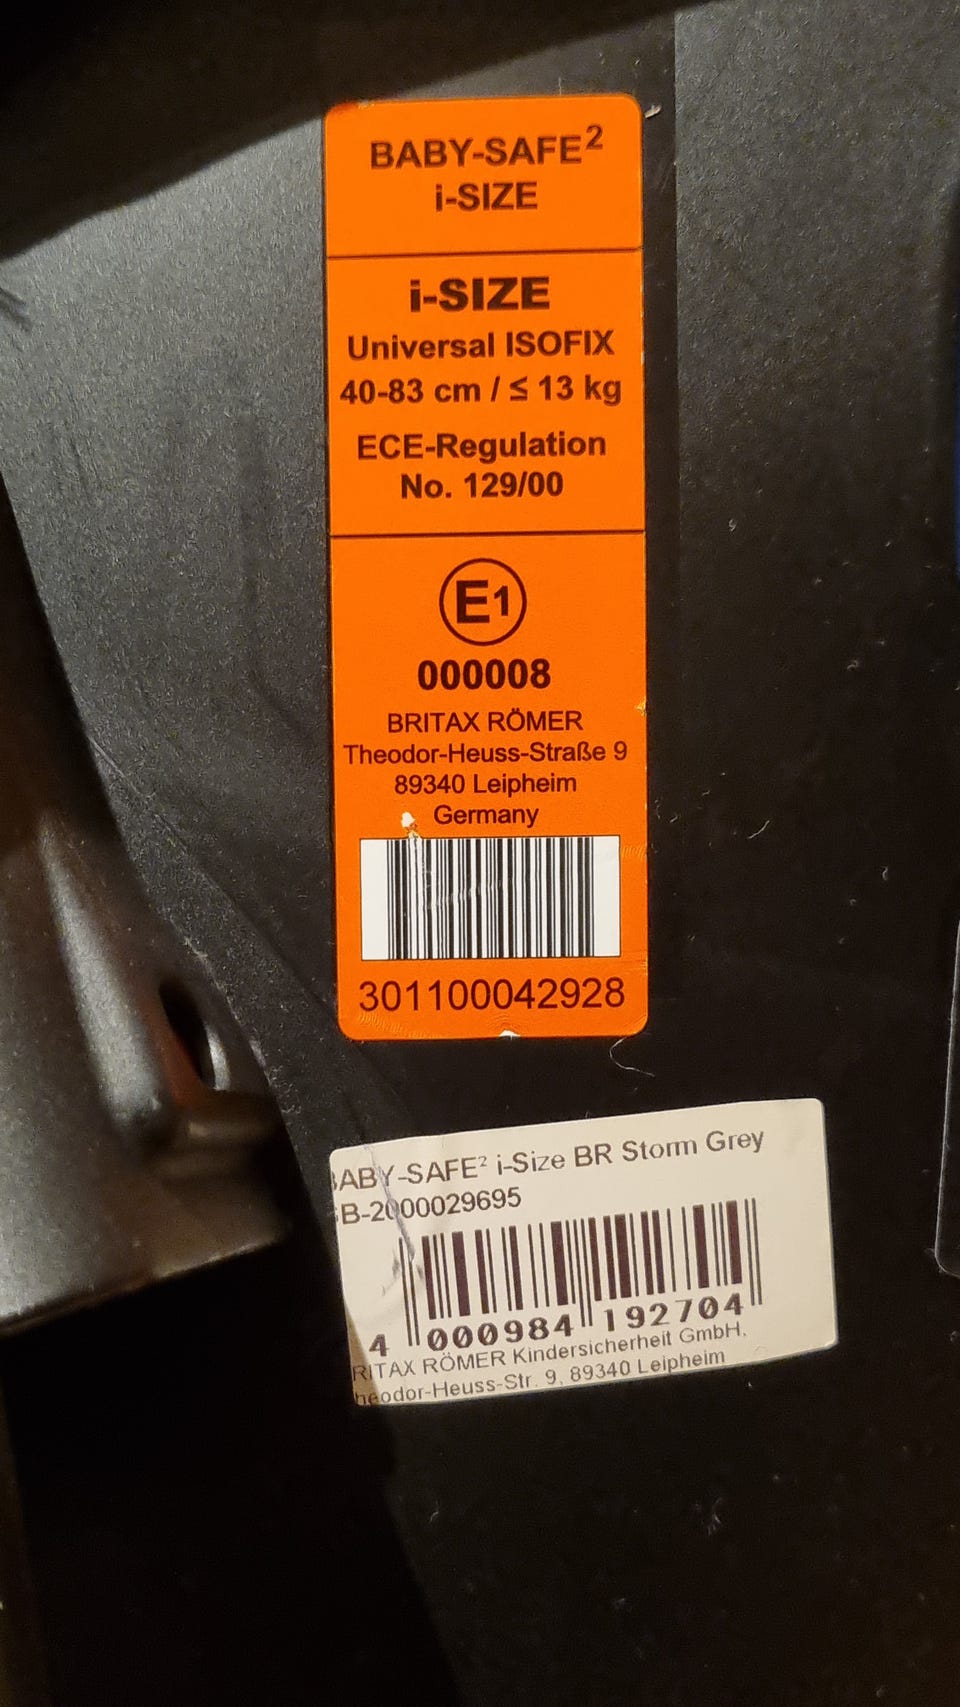 BABY-SAFE²
i-SIZE
i-SIZE
Universal ISOFIX
40-83 cm / ≤ 13 kg
ECE-Regulation
No. 129/00
E1
000008
BRITAX RÖMER
Theodor-Heuss-Straße 9
89340 Leipheim
Germany
301100042928
ABY-SAFE² i-Size BR Storm Grey
B-2000029695
4 000984 192704
RITAX RÖMER Kindersicherheit GmbH,
heodor-Heuss-Str. 9, 89340 Leipheim